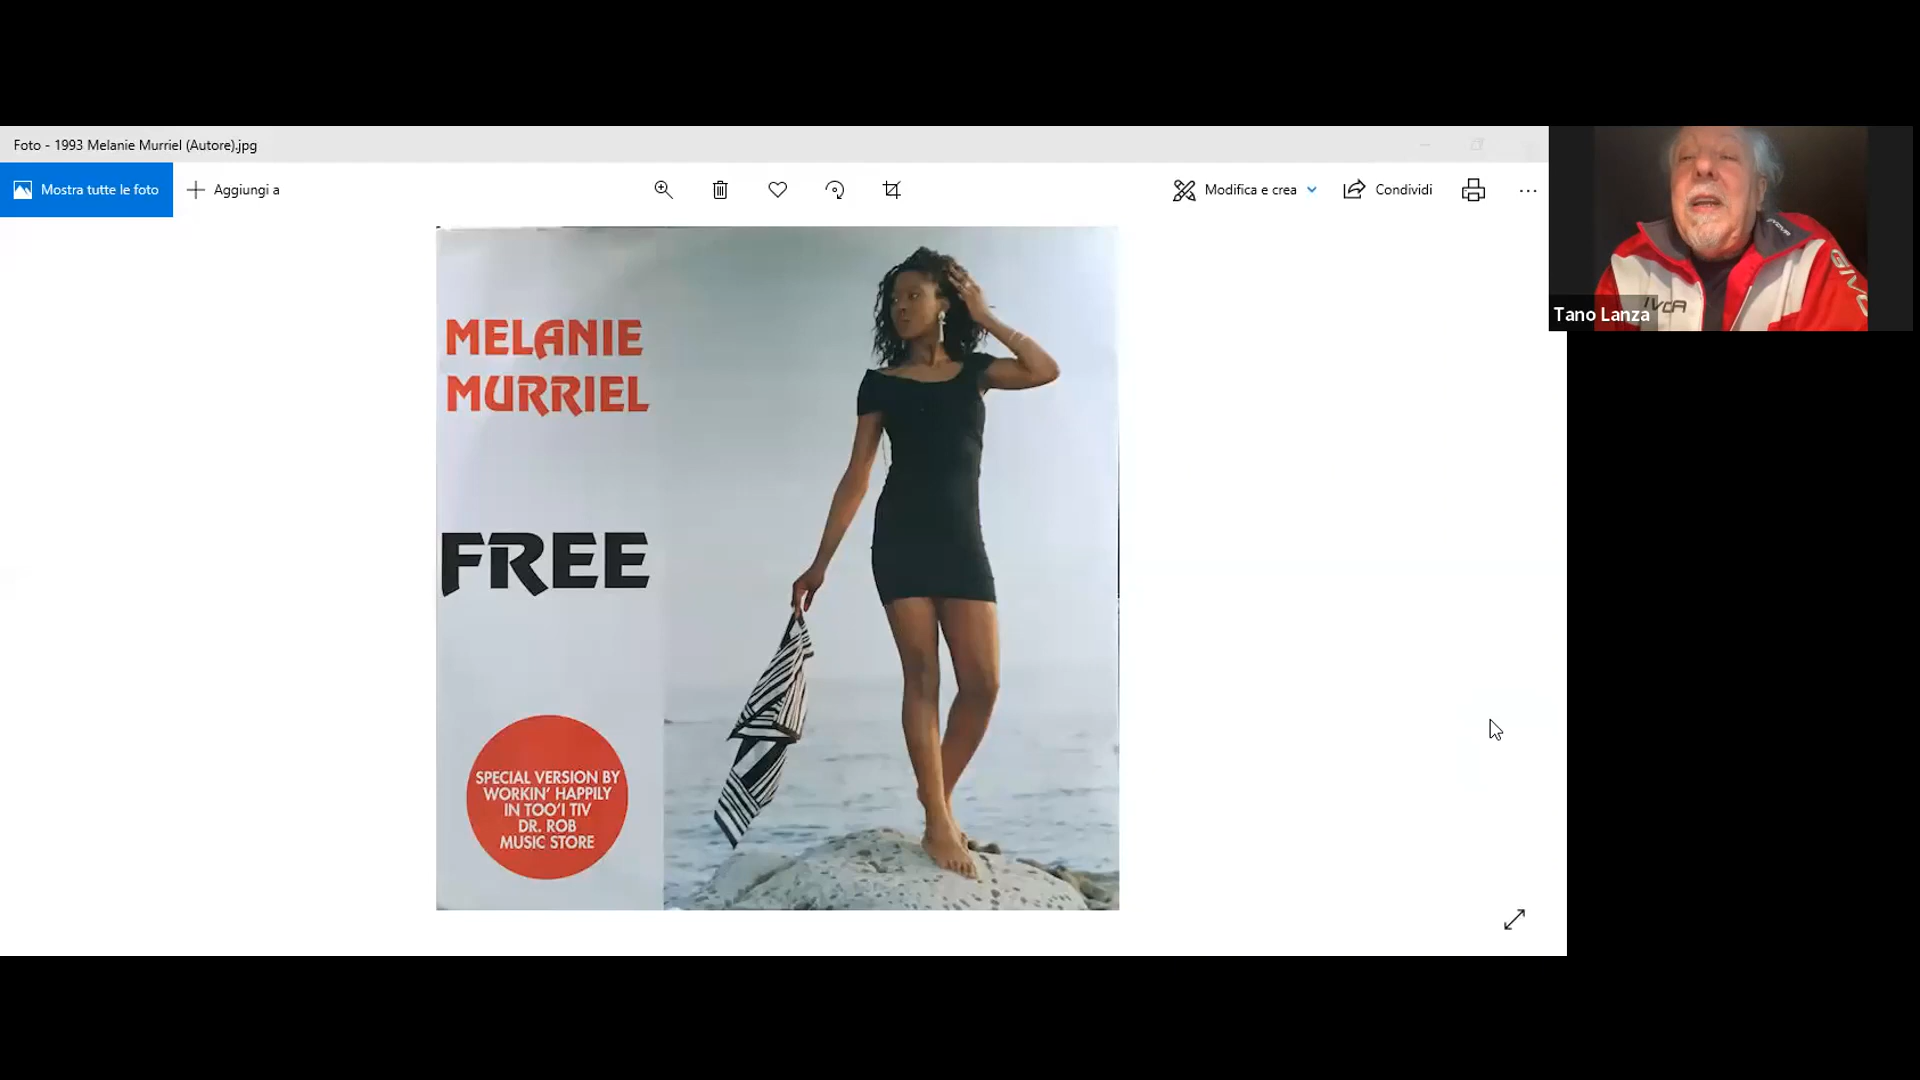 Foto - 1993 Melanie Murriel (Autore).jpg
Mostra tutte le foto
Aggiungi a
Modifica e crea
Condividi
MELANIE
MURRIEL
FREE
SPECIAL VERSION BY
WORKIN' HAPPILY
IN TOO'I TIV
DR. ROB
MUSIC STORE
Tano Lanza